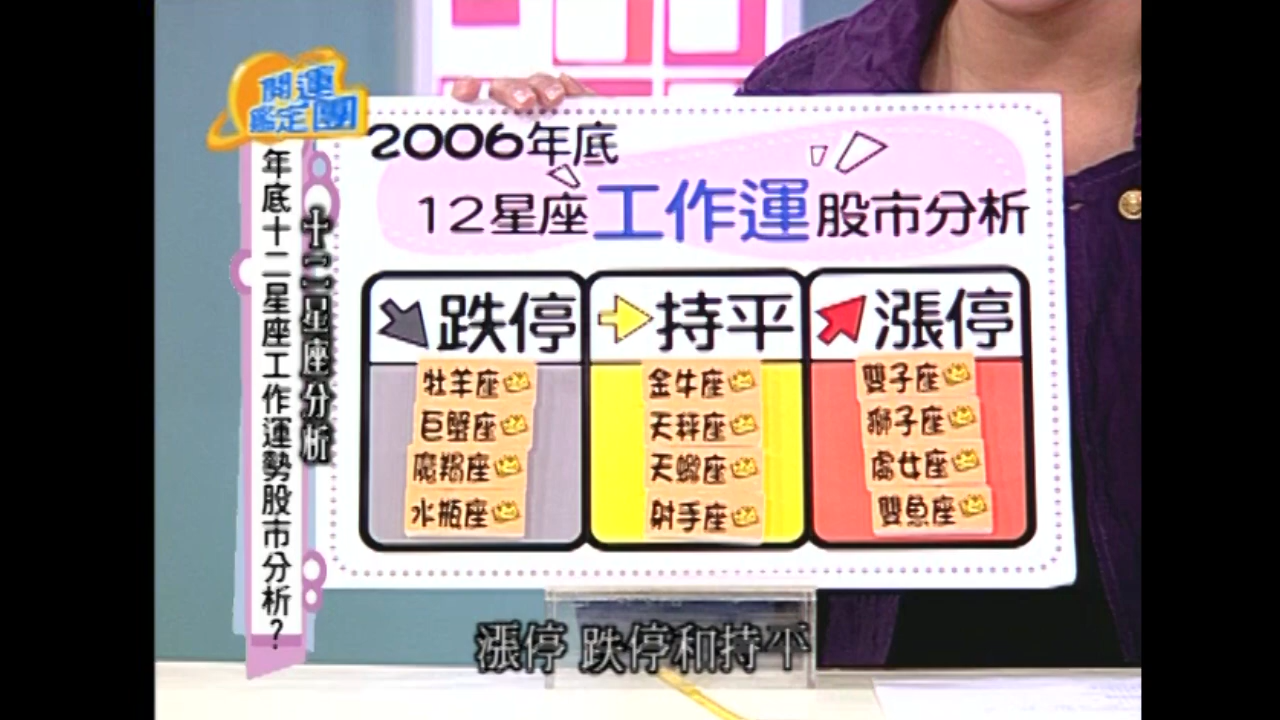 開運
鑑定團
年底十二星座工作運勢股市分析?
十二星座分析
2006年底
12星座工作運股市分析
跌停
牡羊座
巨蟹座
魔羯座
水瓶座
持平
金牛座
天秤座
天蠍座
射手座
漲停
雙子座
獅子座
處女座
雙魚座
漲停 跌停和持平